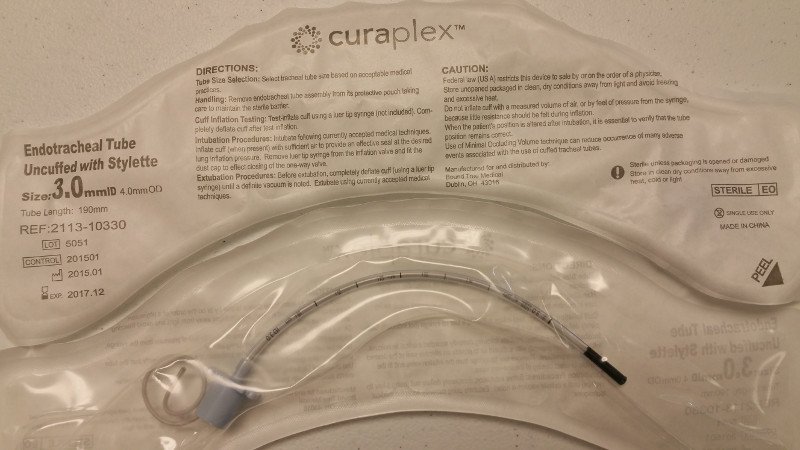 curaplex™
DIRECTIONS:
Tube Size Selection: Select tracheal tube size based on acceptable medical
practices.
Handling: Remove endotracheal tube assembly from its protective pouch taking
care to maintain the sterile barrier.
Cuff Inflation Testing: Test-inflate cuff using a luer tip syringe (not included). Com-
pletely deflate cuff after test inflation.
Intubation Procedures: Intubate following currently accepted medical techniques.
Inflate cuff (when present) with sufficient air to provide an effective seal at the desired
lung inflation pressure. Remove luer tip syringe from the inflation valve and fit the
dust cap to effect closing of the one-way valve.
Extubation Procedures: Before extubation, completely deflate cuff (using a luer tip
syringe) until a definite vacuum is noted. Extubate using currently accepted medical
techniques.
CAUTION:
Federal law (USA) restricts this device to sale by or on the order of a physician.
Store unopened packaged in clean, dry conditions away from light and avoid freezing
and excessive heat.
Do not inflate cuff with a measured volume of air, or by feel of pressure from the syringe,
because little resistance should be felt during inflation.
When the patient's position is altered after intubation, it is essential to verify that the tube
position remains correct.
Use of Minimal Occluding Volume technique can reduce occurrence of many adverse
events associated with the use of cuffed tracheal tubes.
Manufactured for and distributed by:
Bound Tree Medical
Dublin, OH 43016
Sterile unless packaging is opened or damaged
Store in clean dry conditions away from excessive
heat, cold or light
STERILE EO
SINGLE USE ONLY
MADE IN CHINA
PEEL
Endotracheal Tube
Uncuffed with Stylette
Size: 3.0mmID 4.0mmOD
Tube Length: 190mm
REF:2113-10330
LOT 5051
CONTROL 201501
2015.01
EXP 2017.12